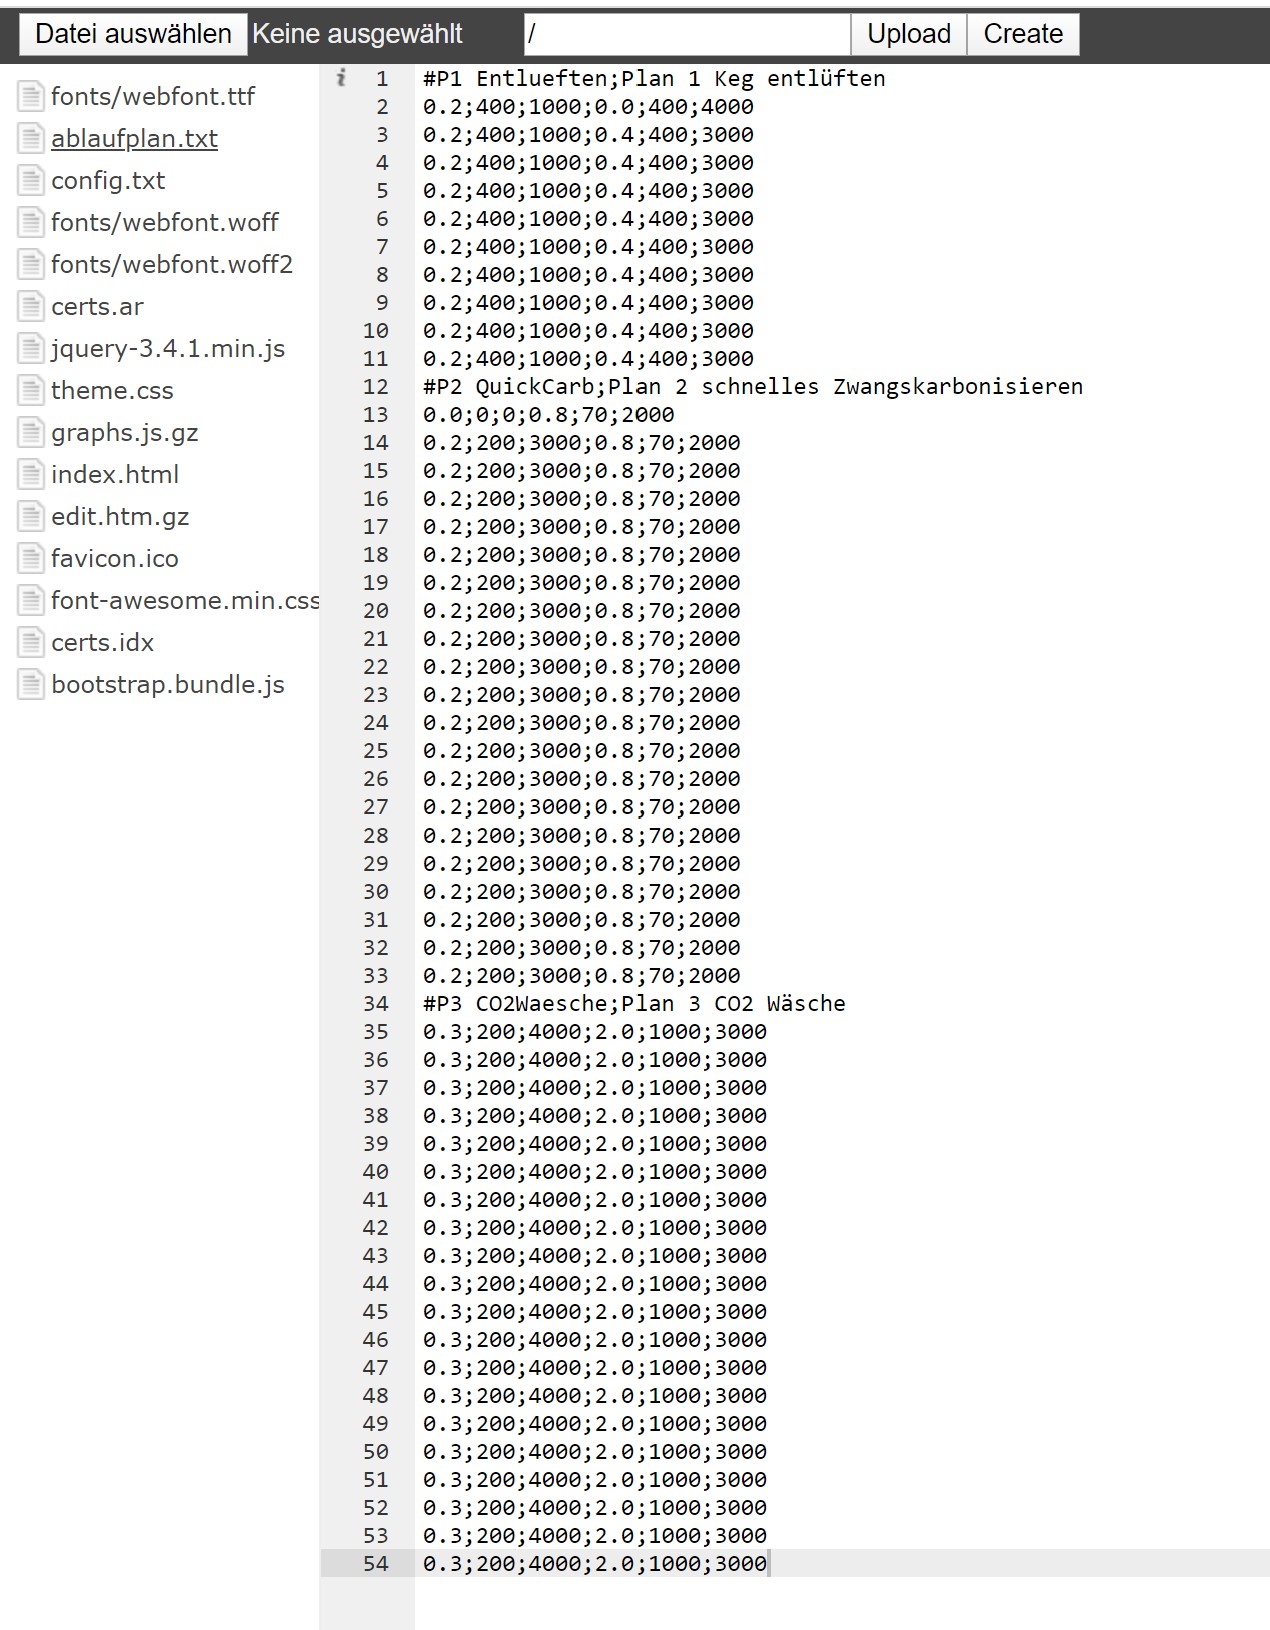 Datei auswählen Keine ausgewählt / Upload Create
fonts/webfont.ttf
ablaufplan.txt
config.txt
fonts/webfont.woff
fonts/webfont.woff2
certs.ar
jquery-3.4.1.min.js
theme.css
graphs.js.gz
index.html
edit.htm.gz
favicon.ico
font-awesome.min.css
certs.idx
bootstrap.bundle.js
i 1 #P1 Entlueften;Plan 1 Keg entlüften
2 0.2;400;1000;0.0;400;4000
3 0.2;400;1000;0.4;400;3000
4 0.2;400;1000;0.4;400;3000
5 0.2;400;1000;0.4;400;3000
6 0.2;400;1000;0.4;400;3000
7 0.2;400;1000;0.4;400;3000
8 0.2;400;1000;0.4;400;3000
9 0.2;400;1000;0.4;400;3000
10 0.2;400;1000;0.4;400;3000
11 0.2;400;1000;0.4;400;3000
12 #P2 QuickCarb;Plan 2 schnelles Zwangskarbonisieren
13 0.0;0;0;0.8;70;2000
14 0.2;200;3000;0.8;70;2000
15 0.2;200;3000;0.8;70;2000
16 0.2;200;3000;0.8;70;2000
17 0.2;200;3000;0.8;70;2000
18 0.2;200;3000;0.8;70;2000
19 0.2;200;3000;0.8;70;2000
20 0.2;200;3000;0.8;70;2000
21 0.2;200;3000;0.8;70;2000
22 0.2;200;3000;0.8;70;2000
23 0.2;200;3000;0.8;70;2000
24 0.2;200;3000;0.8;70;2000
25 0.2;200;3000;0.8;70;2000
26 0.2;200;3000;0.8;70;2000
27 0.2;200;3000;0.8;70;2000
28 0.2;200;3000;0.8;70;2000
29 0.2;200;3000;0.8;70;2000
30 0.2;200;3000;0.8;70;2000
31 0.2;200;3000;0.8;70;2000
32 0.2;200;3000;0.8;70;2000
33 0.2;200;3000;0.8;70;2000
34 #P3 CO2Waesche;Plan 3 CO2 Wäsche
35 0.3;200;4000;2.0;1000;3000
36 0.3;200;4000;2.0;1000;3000
37 0.3;200;4000;2.0;1000;3000
38 0.3;200;4000;2.0;1000;3000
39 0.3;200;4000;2.0;1000;3000
40 0.3;200;4000;2.0;1000;3000
41 0.3;200;4000;2.0;1000;3000
42 0.3;200;4000;2.0;1000;3000
43 0.3;200;4000;2.0;1000;3000
44 0.3;200;4000;2.0;1000;3000
45 0.3;200;4000;2.0;1000;3000
46 0.3;200;4000;2.0;1000;3000
47 0.3;200;4000;2.0;1000;3000
48 0.3;200;4000;2.0;1000;3000
49 0.3;200;4000;2.0;1000;3000
50 0.3;200;4000;2.0;1000;3000
51 0.3;200;4000;2.0;1000;3000
52 0.3;200;4000;2.0;1000;3000
53 0.3;200;4000;2.0;1000;3000
54 0.3;200;4000;2.0;1000;3000